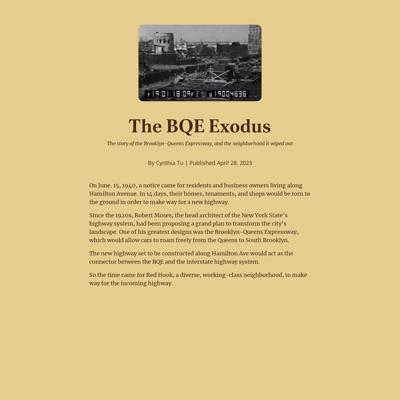 The BQE Exodus
The story of the Brooklyn-Queens Expressway, and the neighborhood it wiped out
By Cynthia Tu | Published April 28, 2023
On June. 15, 1940, a notice came for residents and business owners living along
Hamilton Avenue. In 14 days, their homes, tenaments, and shops would be torn to
the ground in order to make way for a new highway.
Since the 1920s, Robert Moses, the head architect of the New York State's
highway system, had been proposing a grand plan to transform the city's
landscape. One of his greatest designs was the Brooklyn-Queens Expressway,
which would allow cars to roam freely from the Queens to South Brooklyn.
The new highway set to be constructed along Hamilton Ave would act as the
connector between the BQE and the interstate highway system.
So the time came for Red Hook, a diverse, working-class neighborhood, to make
way for the incoming highway.